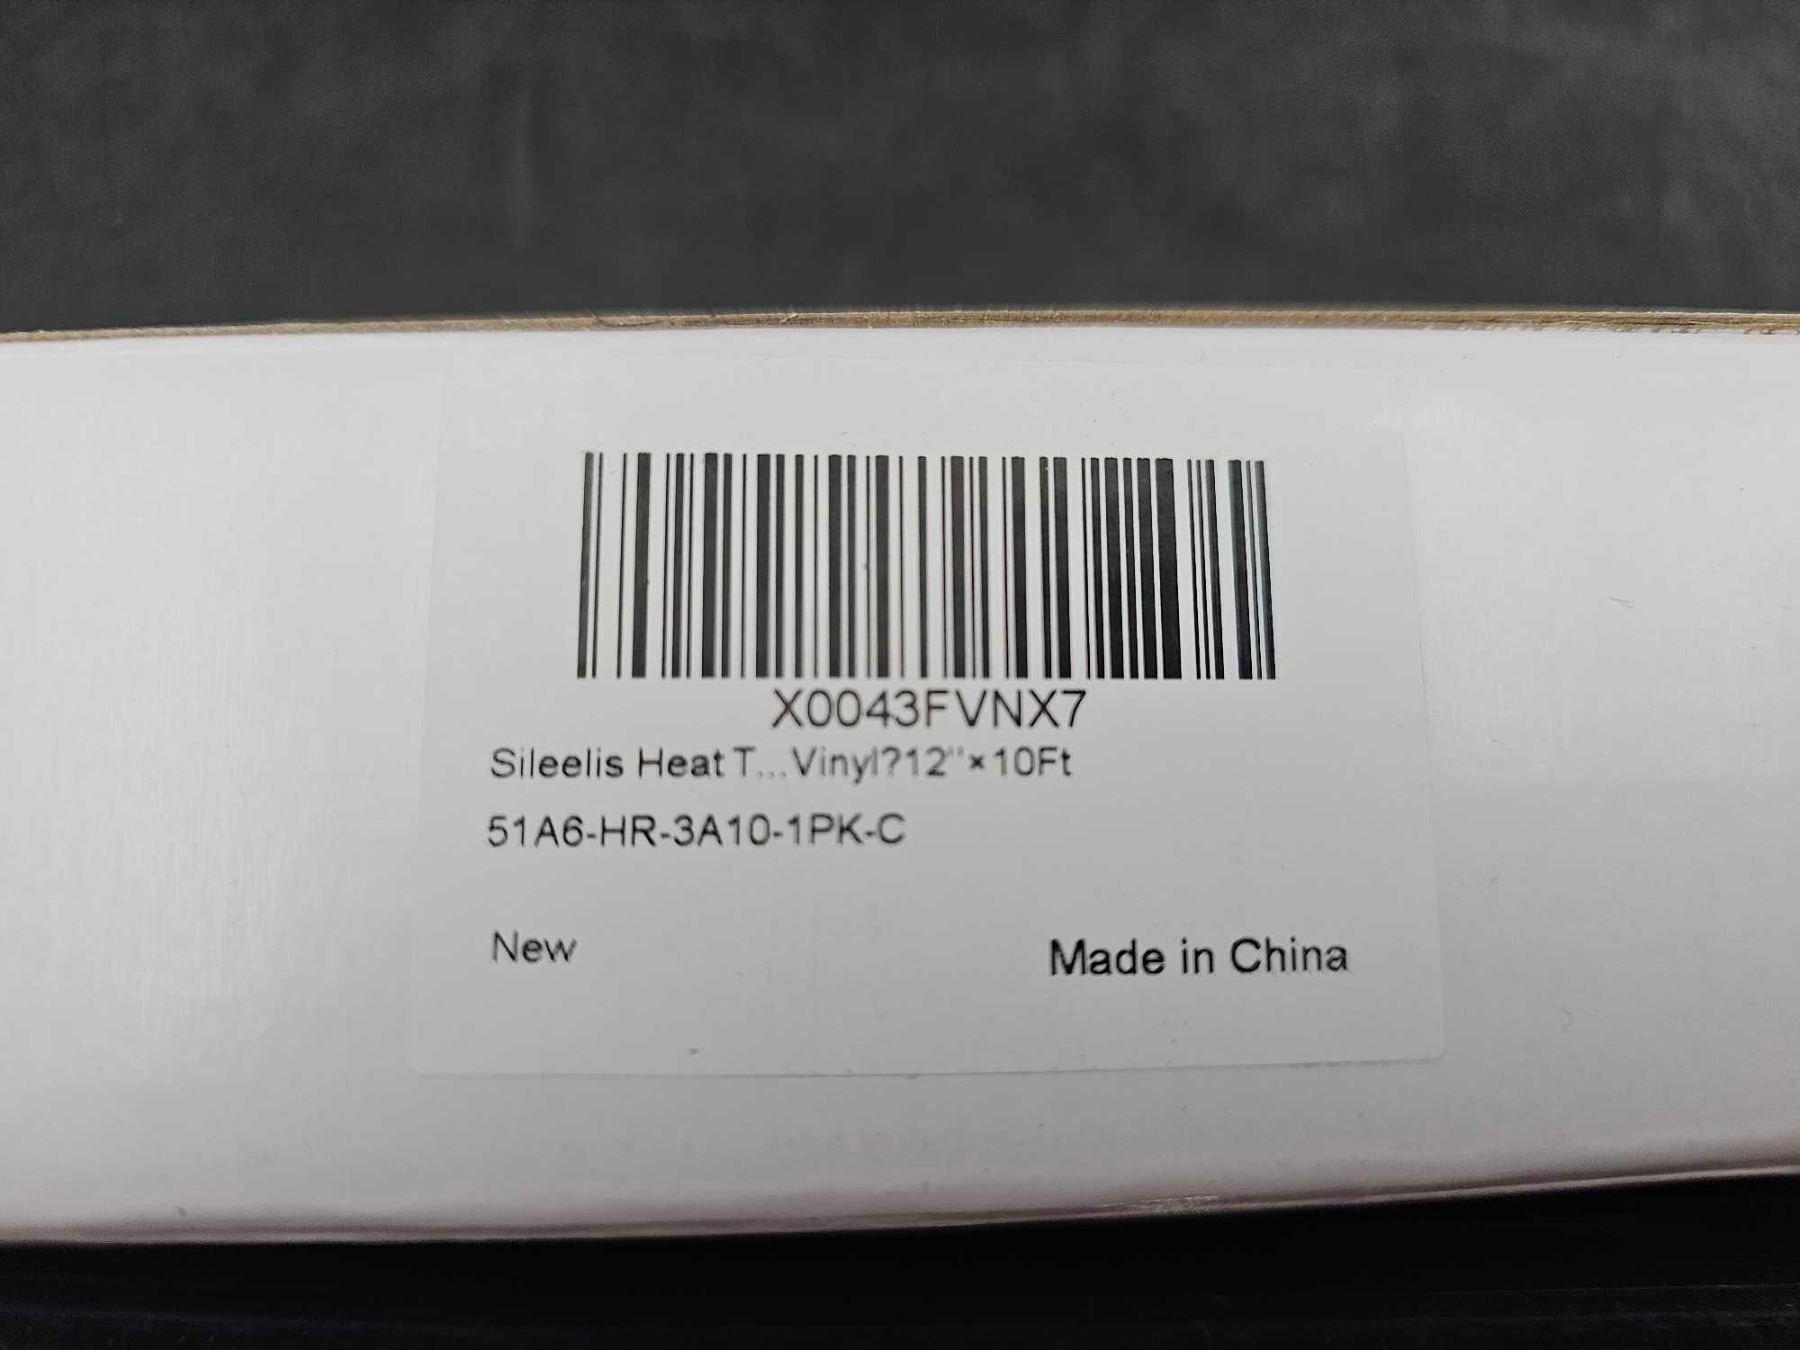 X0043FVNX7
Sileelis Heat T...Vinyl?12"×10Ft
51A6-HR-3A10-1PK-C
New
Made in China